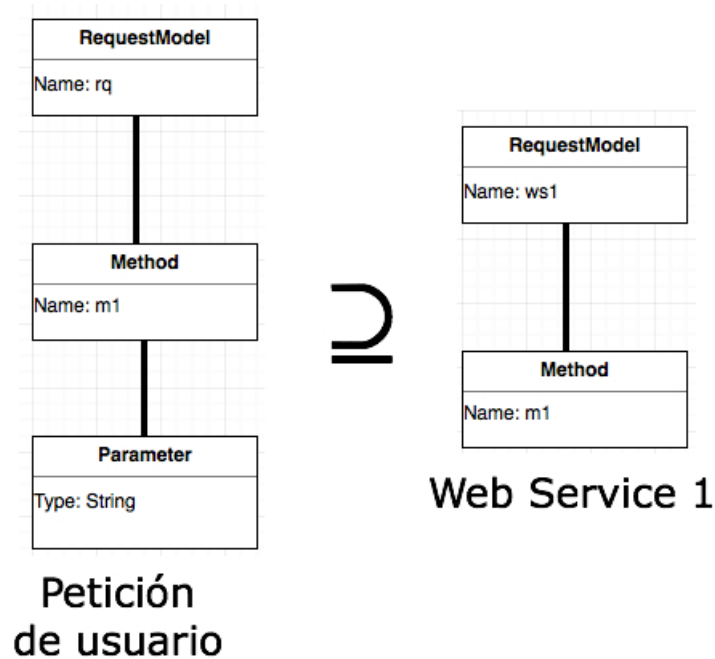 RequestModel
Name: rq
Method
Name: m1
Parameter
Type: String
Petición
de usuario
⊇
RequestModel
Name: ws1
Method
Name: m1
Web Service 1